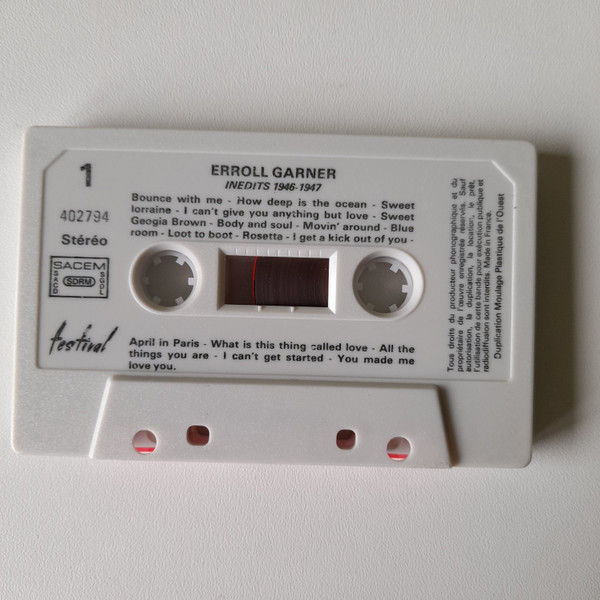 1
402794
Stéréo
SACEM
SACD
SDRM
SCGL
festival
ERROLL GARNER
INEDITS 1946-1947
Bounce with me - How deep is the ocean - Sweet
lorraine - I can't give you anything but love - Sweet
Geogia Brown - Body and soul - Movin' around - Blue
room - Loot to boot - Rosetta - I get a kick out of you -
April in Paris - What is this thing called love - All the
things you are - I can't get started - You made me
love you.
Tous droits du producteur phonographique et du
propriétaire de l'œuvre enregistrée réservés. Sauf
autorisation, la duplication, la location, le prêt,
l'utilisation de cette bande pour exécution publique et
radiodiffusion sont interdits. Made in France.
Duplication Moulage Plastique de l'Ouest